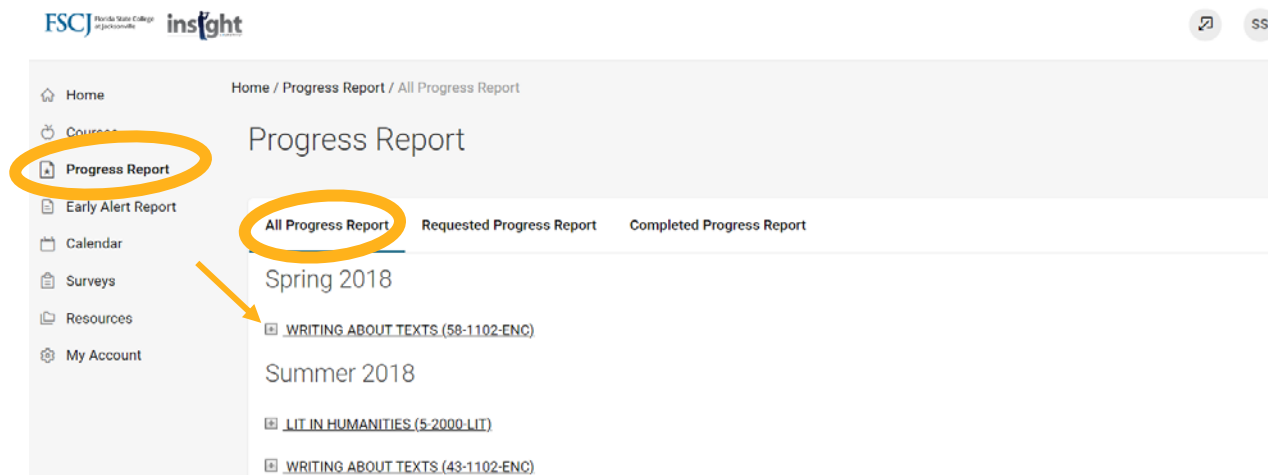 FSCJ Florida State College at Jacksonville insight
SS
Home
Courses
Progress Report
Early Alert Report
Calendar
Surveys
Resources
My Account
Home / Progress Report / All Progress Report
Progress Report
All Progress Report Requested Progress Report Completed Progress Report
Spring 2018
WRITING ABOUT TEXTS (58-1102-ENC)
Summer 2018
LIT IN HUMANITIES (5-2000-LIT)
WRITING ABOUT TEXTS (43-1102-ENC)